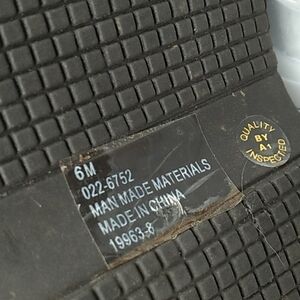 6M
022-6752
MAN MADE MATERIALS
MADE IN CHINA
19963-8
QUALITY
BY
A1
INSPECTED